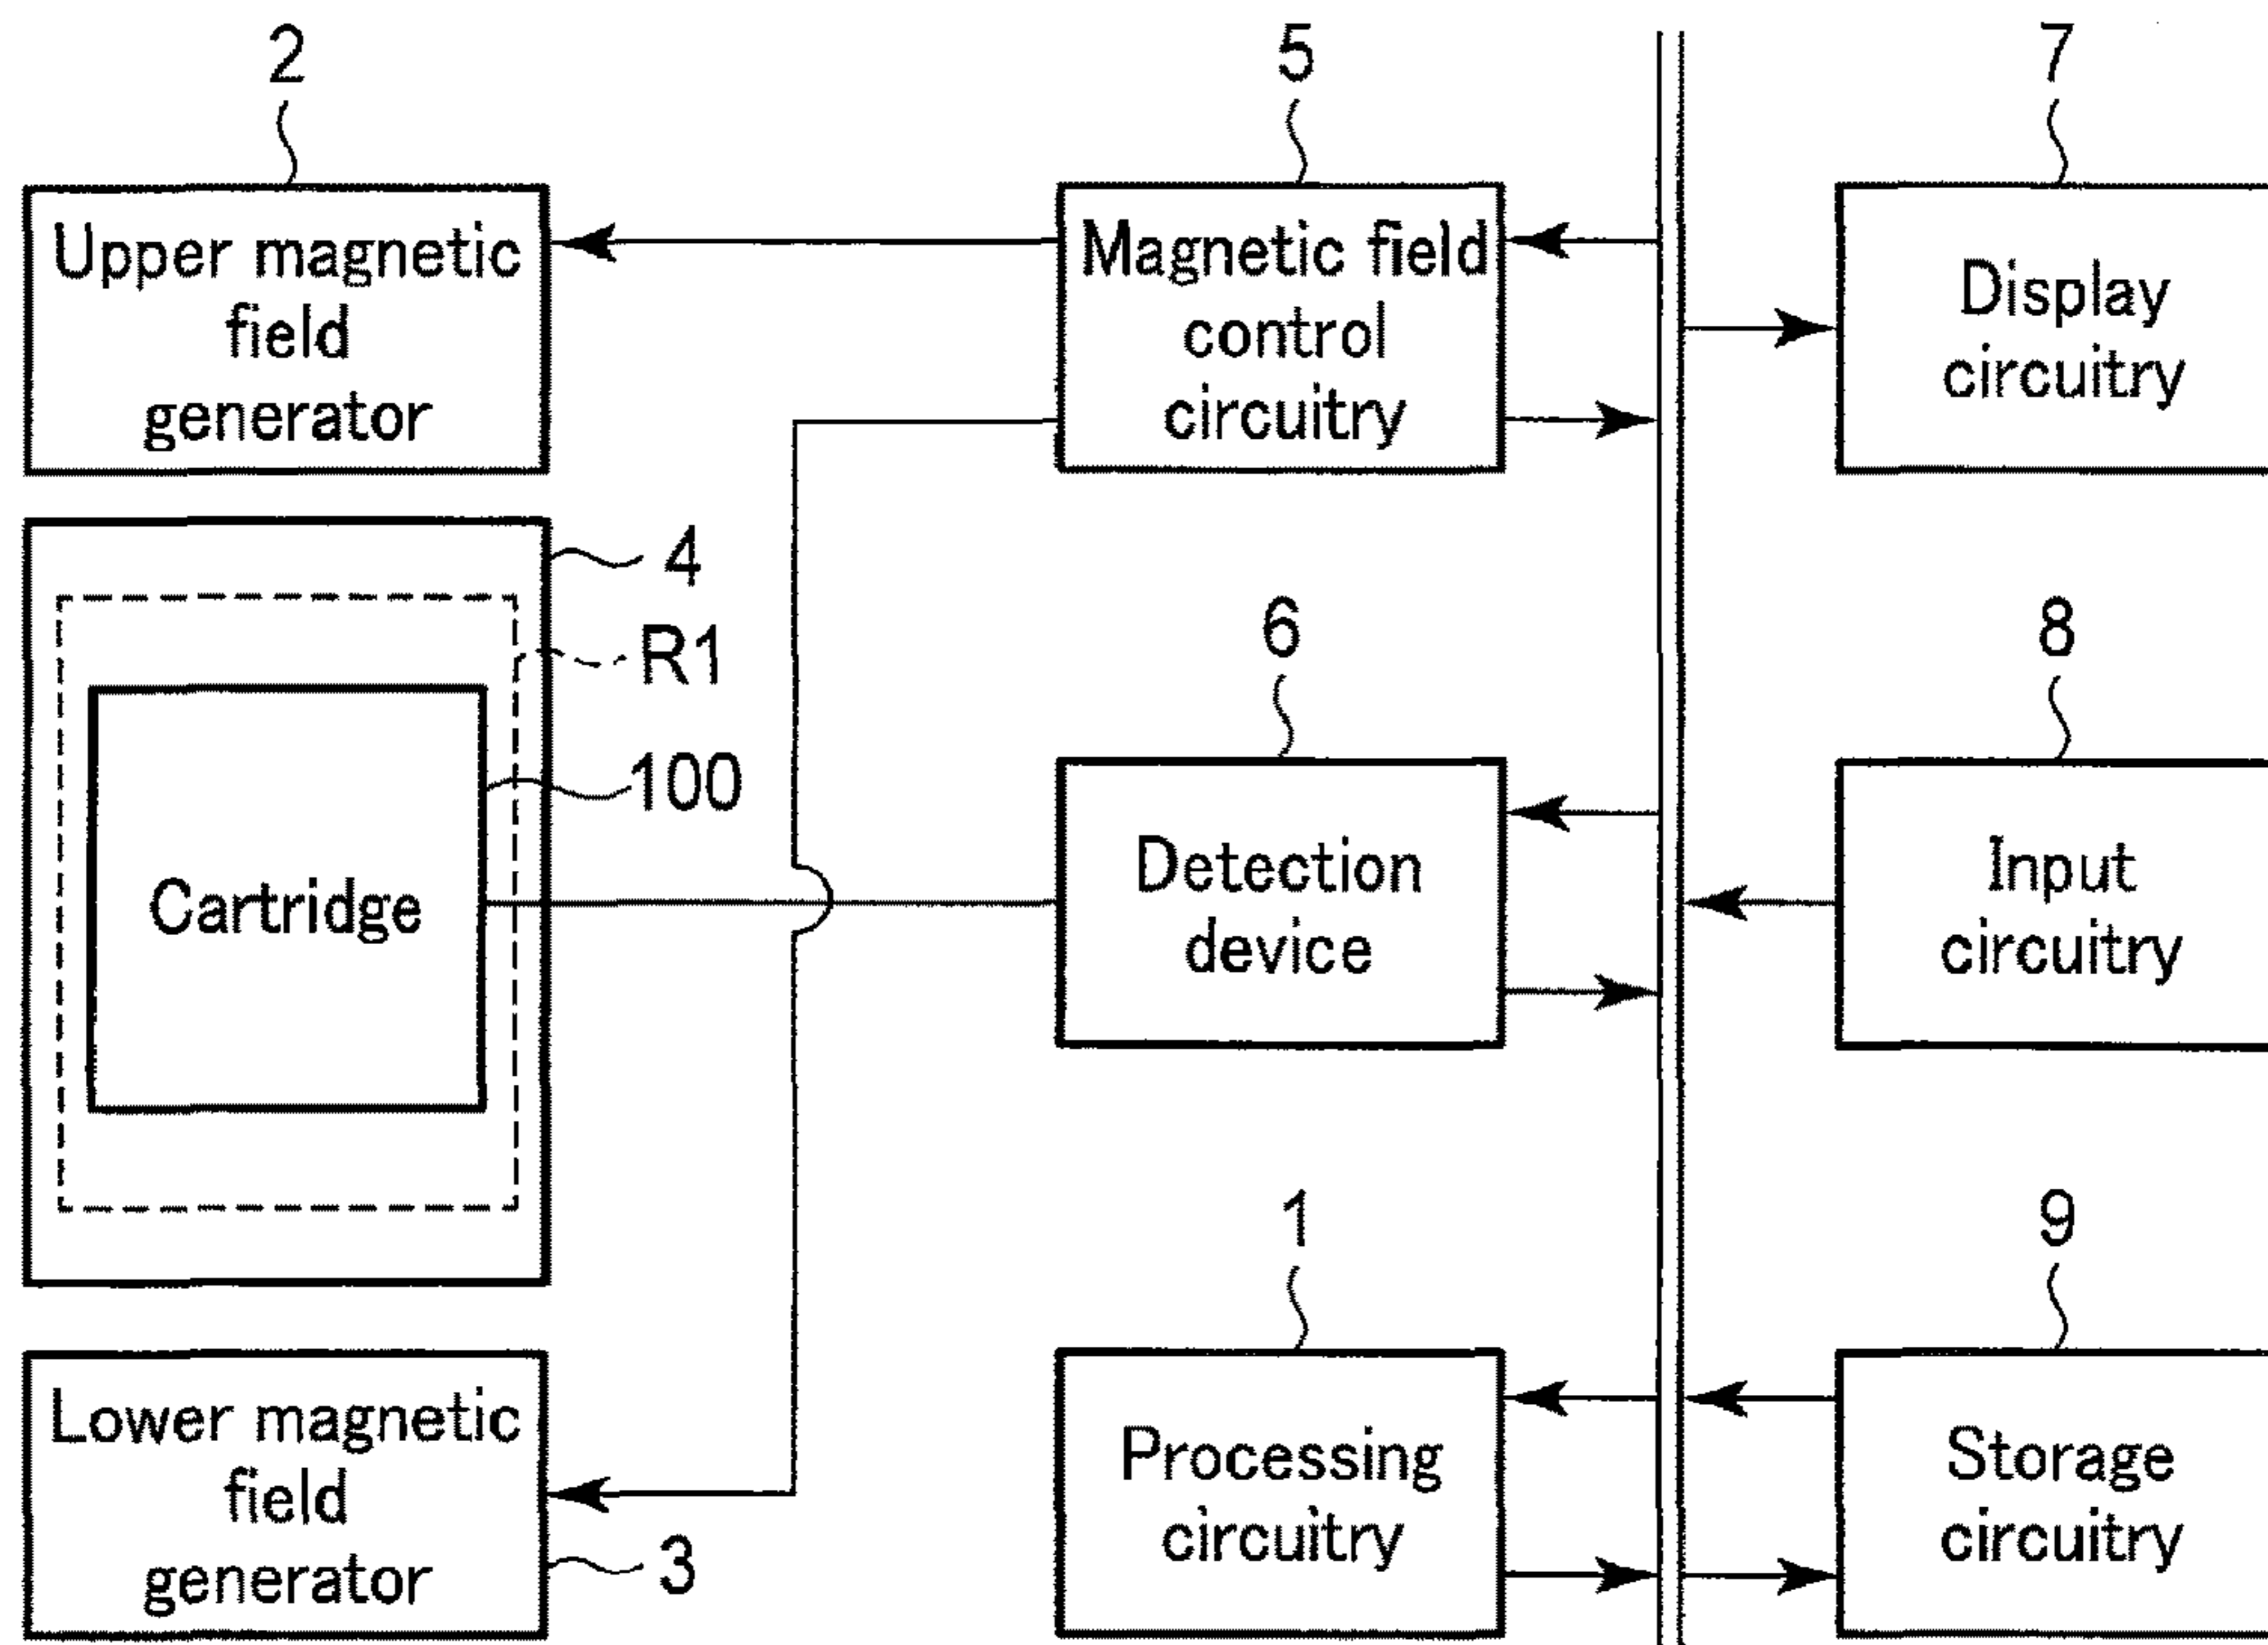 2
5
7
Upper magnetic
field
generator
Magnetic field
control
circuitry
Display
circuitry
4
R1
100
Cartridge
6
8
Detection
device
Input
circuitry
1
9
Lower magnetic
field
generator
3
Processing
circuitry
Storage
circuitry